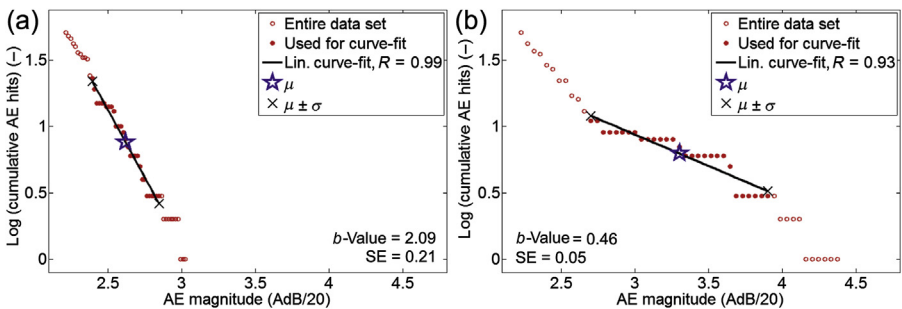 (a)
Entire data set
Used for curve-fit
Lin. curve-fit, R = 0.99
μ
μ ± σ
Log (cumulative AE hits) (–)
1.5
1
0.5
0
b-Value = 2.09
SE = 0.21
2.5
3
3.5
4
4.5
AE magnitude (AdB/20)
(b)
Entire data set
Used for curve-fit
Lin. curve-fit, R = 0.93
μ
μ ± σ
Log (cumulative AE hits) (–)
1.5
1
0.5
0
b-Value = 0.46
SE = 0.05
2.5
3
3.5
4
4.5
AE magnitude (AdB/20)